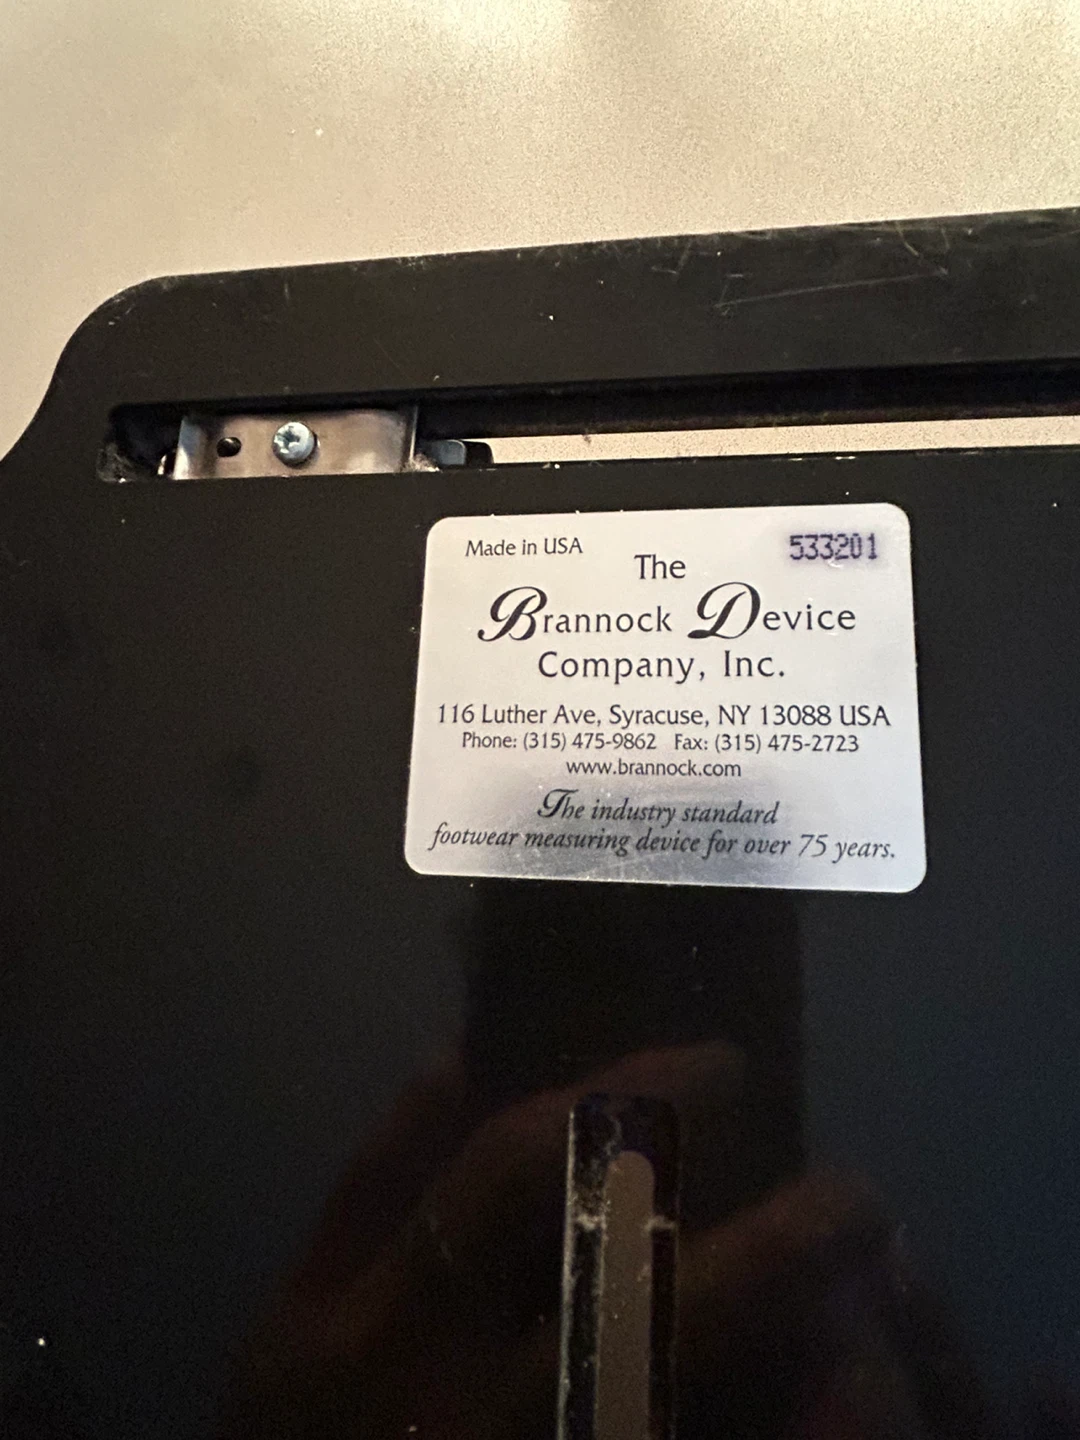 Made in USA 533201
The
Brannock Device
Company, Inc.
116 Luther Ave, Syracuse, NY 13088 USA
Phone: (315) 475-9862 Fax: (315) 475-2723
www.brannock.com
The industry standard
footwear measuring device for over 75 years.